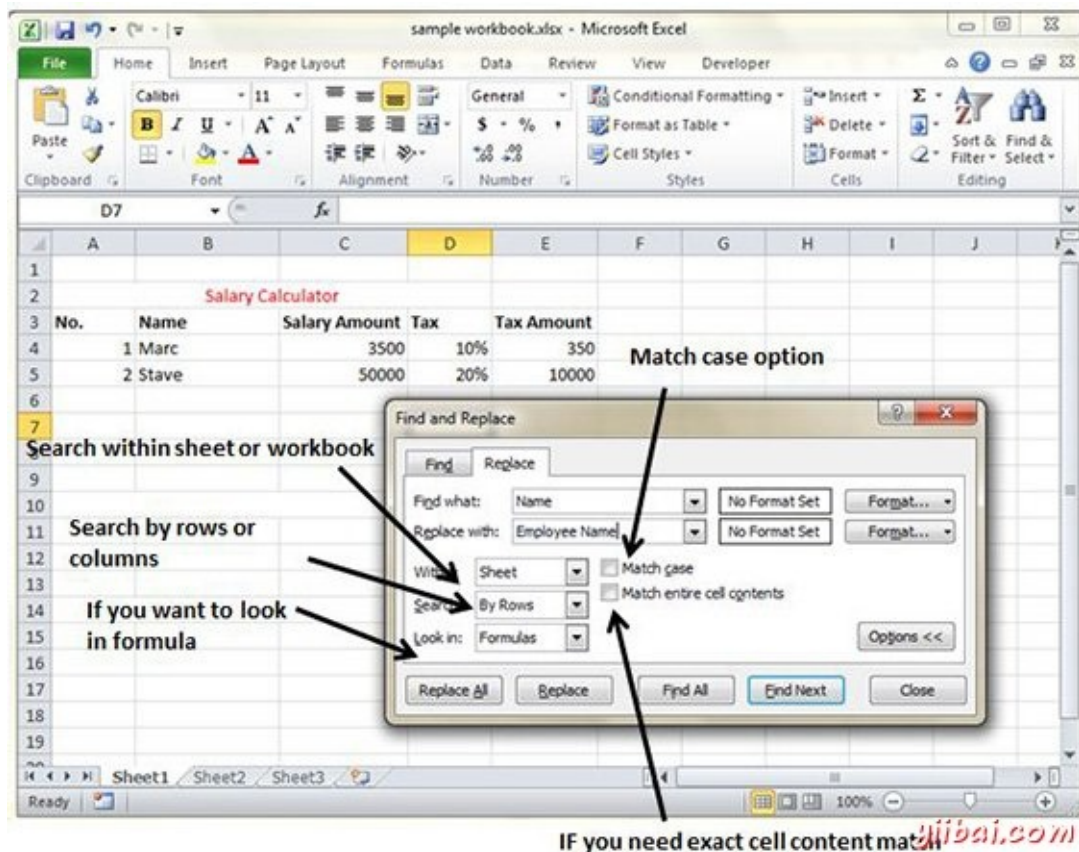 sample workbook.xlsx - Microsoft Excel
File Home Insert Page Layout Formulas Data Review View Developer
Calibri 11 General Conditional Formatting Insert Σ
Paste B I U A A $ % , Format as Table Delete Sort & Find &
A Cell Styles Format Filter Select
Clipboard Font Alignment Number Styles Cells Editing
D7 fx
A B C D E F G H I J
1
2 Salary Calculator
3 No. Name Salary Amount Tax Tax Amount
4 1 Marc 3500 10% 350
5 2 Stave 50000 20% 10000
Match case option
6
7
Search within sheet or workbook
9
10
11
12
13
14
15
16
17
18
19
Search by rows or
columns
If you want to look
in formula
Find and Replace
Find Replace
Find what: Name No Format Set Format...
Replace with: Employee Name No Format Set Format...
Sheet Match case
By Rows Match entire cell contents
Look in: Formulas Options <<
Replace All Replace Find All Find Next Close
Sheet1 Sheet2 Sheet3
Ready 100%
IF you need exact cell content match
yiibai.com